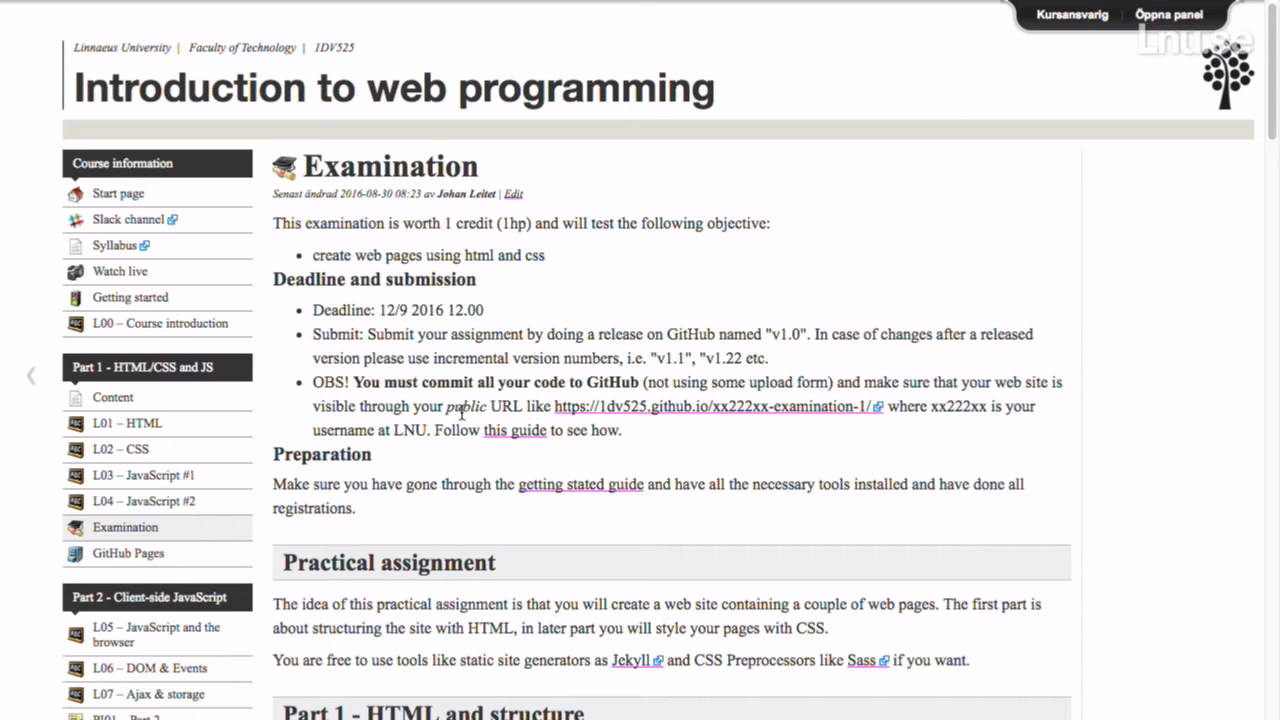 Kursansvarig | Öppna panel
Lnu.se
Linnaeus University | Faculty of Technology | 1DV525
Introduction to web programming
Course information
Start page
Slack channel
Syllabus
Watch live
Getting started
L00 – Course introduction
Part 1 - HTML/CSS and JS
Content
L01 – HTML
L02 – CSS
L03 – JavaScript #1
L04 – JavaScript #2
Examination
GitHub Pages
Part 2 - Client-side JavaScript
L05 – JavaScript and the
browser
L06 – DOM & Events
L07 – Ajax & storage
Examination
Senast ändrad 2016-08-30 08:23 av Johan Leitet | Edit
This examination is worth 1 credit (1hp) and will test the following objective:
• create web pages using html and css
Deadline and submission
• Deadline: 12/9 2016 12.00
• Submit: Submit your assignment by doing a release on GitHub named "v1.0". In case of changes after a released
version please use incremental version numbers, i.e. "v1.1", "v1.22 etc.
• OBS! You must commit all your code to GitHub (not using some upload form) and make sure that your web site is
visible through your public URL like https://1dv525.github.io/xx222xx-examination-1/ where xx222xx is your
username at LNU. Follow this guide to see how.
Preparation
Make sure you have gone through the getting stated guide and have all the necessary tools installed and have done all
registrations.
Practical assignment
The idea of this practical assignment is that you will create a web site containing a couple of web pages. The first part is
about structuring the site with HTML, in later part you will style your pages with CSS.
You are free to use tools like static site generators as Jekyll and CSS Preprocessors like Sass if you want.
Part 1 - HTML and structure